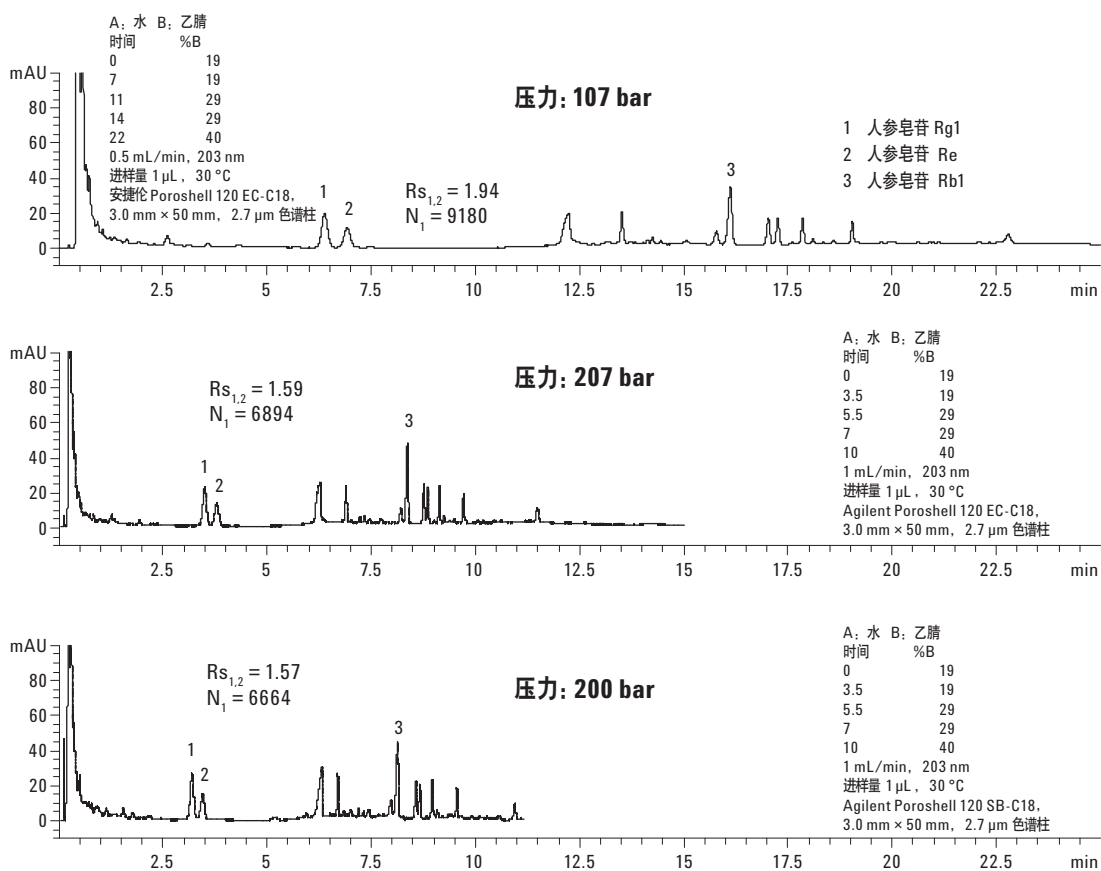 A：水 B：乙腈
时间 %B
0 19
7 19
11 29
14 29
22 40
0.5 mL/min，203 nm
进样量 1 µL，30 °C
安捷伦 Poroshell 120 EC-C18，
3.0 mm × 50 mm，2.7 µm 色谱柱
mAU
80
60
40
20
0
压力：107 bar
Rs1,2 = 1.94
N1 = 9180
1 人参皂苷 Rg1
2 人参皂苷 Re
3 人参皂苷 Rb1
1
2
3
2.5 5 7.5 10 12.5 15 17.5 20 22.5 min
mAU
80
60
40
20
0
Rs1,2 = 1.59
N1 = 6894
压力：207 bar
1
2
3
A：水 B：乙腈
时间 %B
0 19
3.5 19
5.5 29
7 29
10 40
1 mL/min，203 nm
进样量 1 µL，30 °C
Agilent Poroshell 120 EC-C18，
3.0 mm × 50 mm，2.7 µm 色谱柱
2.5 5 7.5 10 12.5 15 17.5 20 22.5 min
mAU
80
60
40
20
0
Rs1,2 = 1.57
N1 = 6664
压力：200 bar
1
2
3
A：水 B：乙腈
时间 %B
0 19
3.5 19
5.5 29
7 29
10 40
1 mL/min，203 nm
进样量 1 µL，30 °C
Agilent Poroshell 120 SB-C18，
3.0 mm × 50 mm，2.7 µm 色谱柱
2.5 5 7.5 10 12.5 15 17.5 20 22.5 min